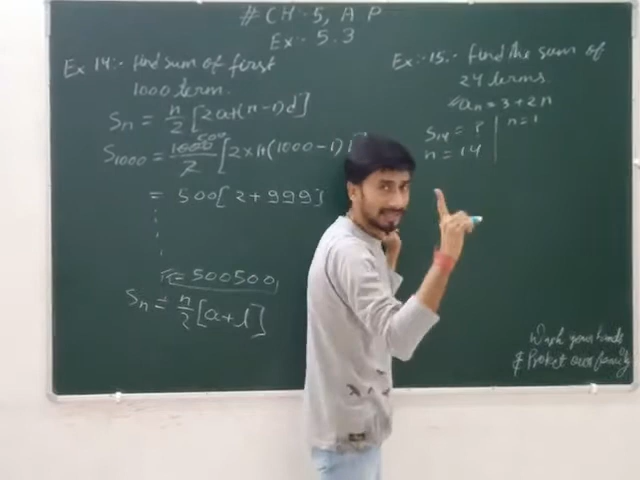 # CH-5, A P
Ex:- 5.3
Ex 14:- Find sum of first
1000 term.
Sn = n/2 [2a+(n-1)d]
500
S1000 = 1000/2 [2×1+(1000-1)1]
= 500[2+999]
= 500500
Sn = n/2 [a+l]
Ex:-15.- Find the sum of
24 terms.
an = 3+2n
S14 = ?
n=1
n = 14
Wash your hands
& Protect our family